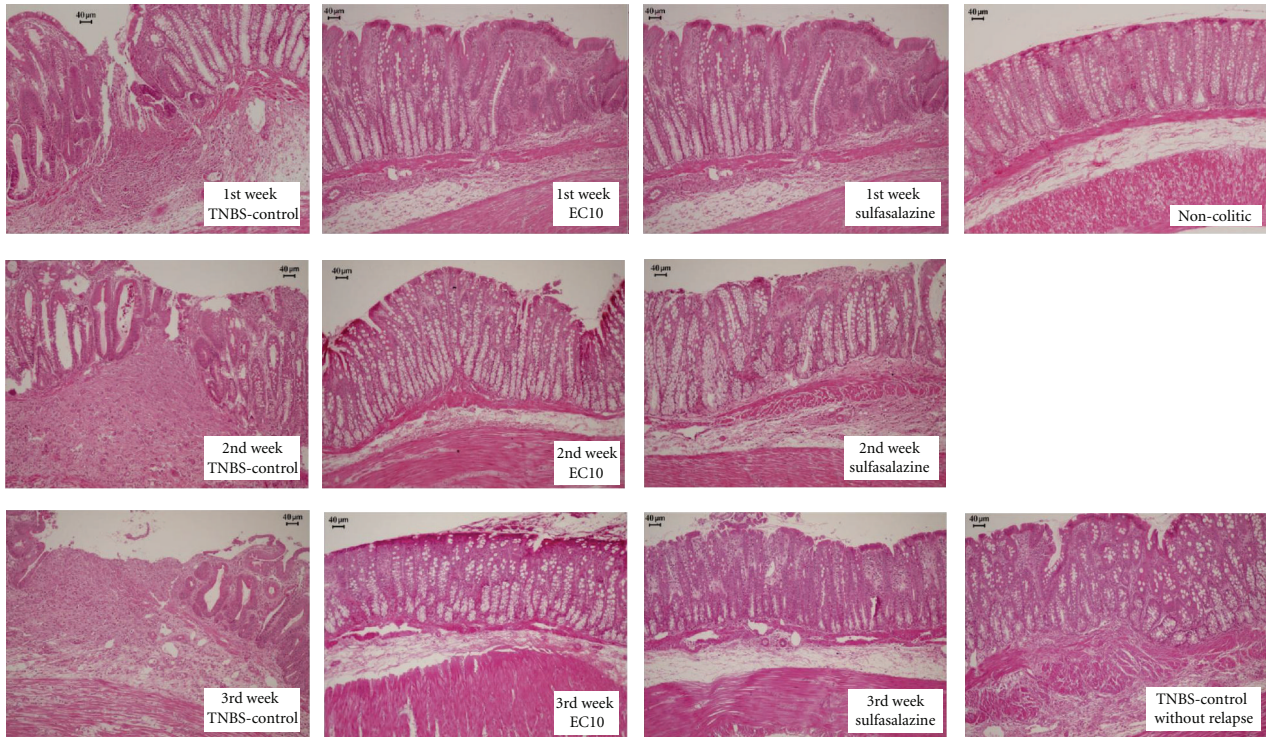 40 µm
1st week
TNBS-control
40 µm
1st week
EC10
40 µm
1st week
sulfasalazine
40 µm
Non-colitic
40 µm
2nd week
TNBS-control
40 µm
2nd week
EC10
40 µm
2nd week
sulfasalazine
40 µm
3rd week
TNBS-control
40 µm
3rd week
EC10
40 µm
3rd week
sulfasalazine
40 µm
TNBS-control
without relapse